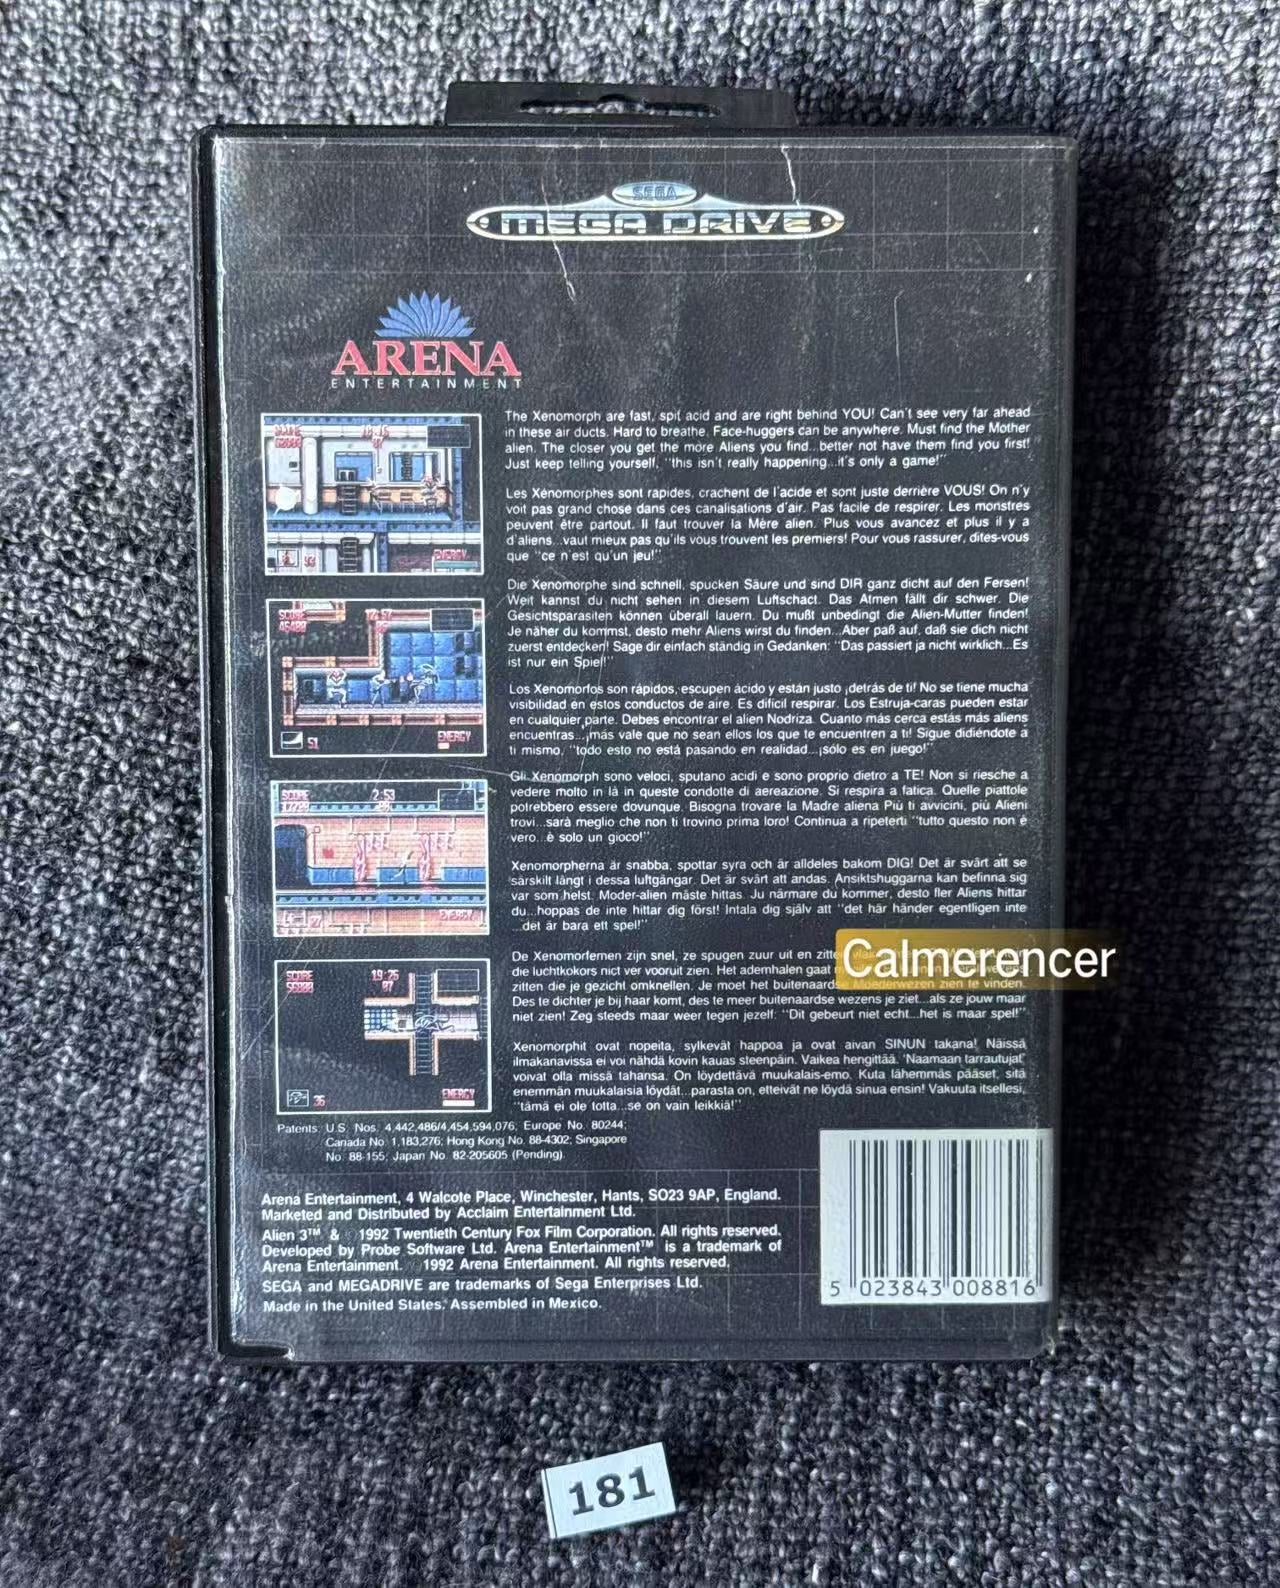 SEGA
MEGA DRIVE
ARENA
ENTERTAINMENT
The Xenomorph are fast, spit acid and are right behind YOU! Can't see very far ahead
in these air ducts. Hard to breathe. Face-huggers can be anywhere. Must find the Mother
alien. The closer you get the more Aliens you find...better not have them find you first!
Just keep telling yourself, "this isn't really happening...it's only a game!"
Les Xénomorphes sont rapides, crachent de l'acide et sont juste derrière VOUS! On n'y
voit pas grand chose dans ces canalisations d'air. Pas facile de respirer. Les monstres
peuvent être partout. Il faut trouver la Mère alien. Plus vous avancez et plus il y a
d'aliens...vaut mieux pas qu'ils vous trouvent les premiers! Pour vous rassurer, dites-vous
que "ce n'est qu'un jeu!"
Die Xenomorphe sind schnell, spucken Säure und sind DIR ganz dicht auf den Fersen!
Weit kannst du nicht sehen in diesem Luftschact. Das Atmen fällt dir schwer. Die
Gesichtsparasiten können überall lauern. Du mußt unbedingt die Alien-Mutter finden!
Je näher du kommst, desto mehr Aliens wirst du finden...Aber paß auf, daß sie dich nicht
zuerst entdecken! Sage dir einfach ständig in Gedanken: "Das passiert ja nicht wirklich...Es
ist nur ein Spiel!"
Los Xenomorfos son rápidos, escupen ácido y están justo ¡detrás de ti! No se tiene mucha
visibilidad en estos conductos de aire. Es difícil respirar. Los Estruja-caras pueden estar
en cualquier parte. Debes encontrar el alien Nodriza. Cuanto más cerca estás más aliens
encuentras...¡más vale que no sean ellos los que te encuentren a ti! Sigue didiéndote a
ti mismo, "todo esto no está pasando en realidad...¡sólo es en juego!"
Gli Xenomorph sono veloci, sputano acidi e sono proprio dietro a TE! Non si riesche a
vedere molto in là in queste condotte di aereazione. Si respira a fatica. Quelle piattole
potrebbero essere dovunque. Bisogna trovare la Madre aliena Più ti avvicini, più Alieni
trovi...sarà meglio che non ti trovino prima loro! Continua a ripeterti "tutto questo non è
vero...è solo un gioco!"
Xenomorpherna är snabba, spottar syra och är alldeles bakom DIG! Det är svårt att se
särskilt långt i dessa luftgångar. Det är svårt att andas. Ansiktshuggarna kan befinna sig
var som helst. Moder-alien måste hittas. Ju närmare du kommer, desto fler Aliens hittar
du...hoppas de inte hittar dig först! Intala dig själv att "det här händer egentligen inte
...det är bara ett spel!"
De Xenomorfemen zijn snel, ze spugen zuur uit en zitte
die luchtkokors nict ver vooruit zien. Het ademhalen gaat
zitten die je gezicht omknellen. Je moet het buitenaardse Moederwezen zien te vinden.
Des te dichter je bij haar komt, des te meer buitenaardse wezens je ziet...als ze jouw maar
niet zien! Zeg steeds maar weer tegen jezelf: "Dit gebeurt niet echt...het is maar spel!"
Xenomorphit ovat nopeita, sylkevät happoa ja ovat aivan SINUN takana! Näissä
ilmakanavissa ei voi nähdä kovin kauas steenpäin. Vaikea hengittää. 'Naamaan tarrautujat'
voivat olla missä tahansa. On löydettävä muukalais-emo. Kuta lähemmäs pääset, sitä
enemmän muukalaisia löydät...parasta on, etteivät ne löydä sinua ensin! Vakuuta itsellesi,
"tämä ei ole totta...se on vain leikkiä!"
Calmerencer
SCORE
ENERGY
93
SCORE
45400
ENERGY
51
SCORE
2:53
ENERGY
27
SCORE
19:25
07
ENERGY
36
Patents: U.S. Nos. 4,442,486/4,454,594,076; Europe No. 80244;
Canada No. 1,183,276; Hong Kong No. 88-4302; Singapore
No. 88-155; Japan No. 82-205605 (Pending).
Arena Entertainment, 4 Walcote Place, Winchester, Hants, SO23 9AP, England.
Marketed and Distributed by Acclaim Entertainment Ltd.
Alien 3™ & © 1992 Twentieth Century Fox Film Corporation. All rights reserved.
Developed by Probe Software Ltd. Arena Entertainment™ is a trademark of
Arena Entertainment. © 1992 Arena Entertainment. All rights reserved.
SEGA and MEGADRIVE are trademarks of Sega Enterprises Ltd.
Made in the United States. Assembled in Mexico.
5 023843 008816
181